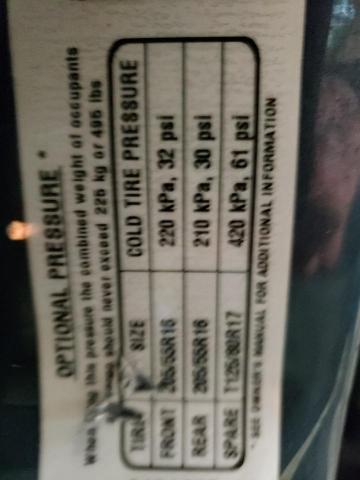 OPTIONAL PRESSURE *
When this pressure the combined weight of occupants
should never exceed 225 kg or 495 lbs
TIRE SIZE COLD TIRE PRESSURE
FRONT 205/55R16 220 kPa, 32 psi
REAR 205/55R16 210 kPa, 30 psi
SPARE T125/80R17 420 kPa, 61 psi
* SEE OWNER'S MANUAL FOR ADDITIONAL INFORMATION